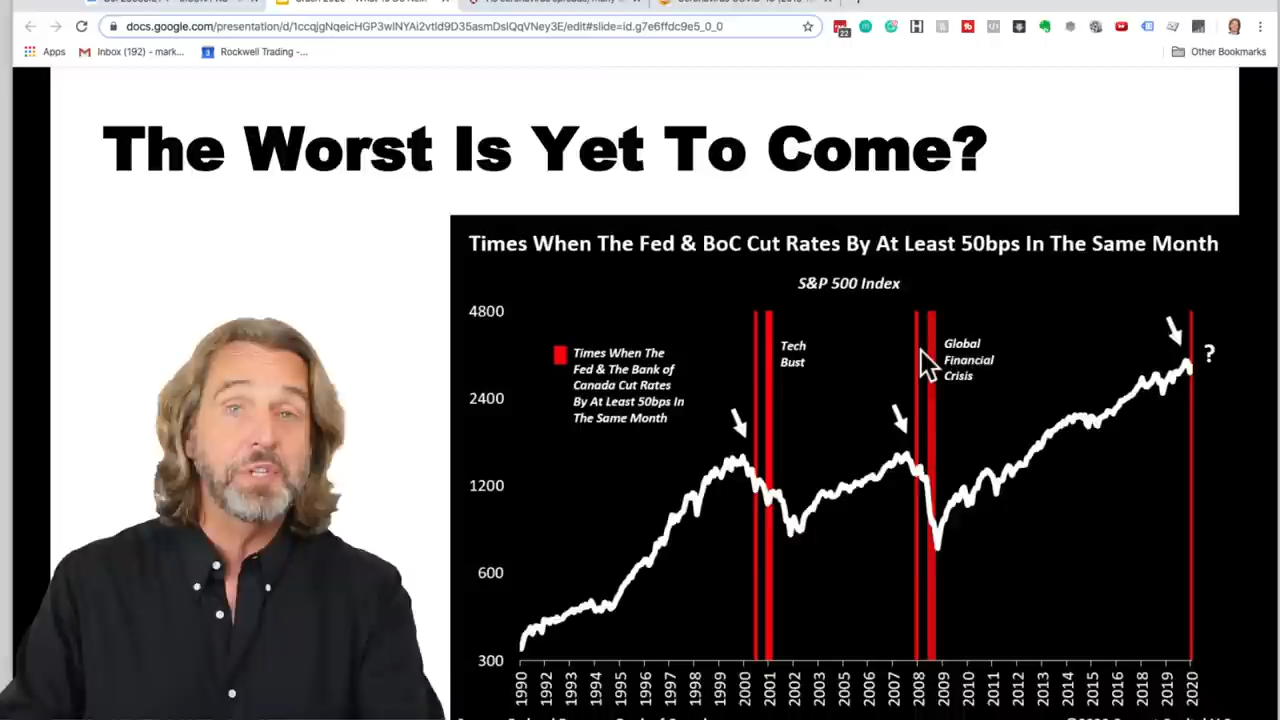 docs.google.com/presentation/d/1ccqjgNqeicHGP3wlNYAi2vtld9D35asmDslQqVNey3E/edit#slide=id.g7e6ffdc9e5_0_0
22
Apps
Inbox (192) - mark...
3
Rockwell Trading -...
Other Bookmarks
The Worst Is Yet To Come?
Times When The Fed & BoC Cut Rates By At Least 50bps In The Same Month
S&P 500 Index
4800
2400
1200
600
300
Times When The
Fed & The Bank of
Canada Cut Rates
By At Least 50bps In
The Same Month
Tech
Bust
Global
Financial
Crisis
?
1990
1992
1993
1994
1995
1996
1997
1998
1999
2000
2001
2002
2003
2005
2006
2007
2008
2009
2010
2011
2012
2013
2014
2015
2016
2018
2019
2020